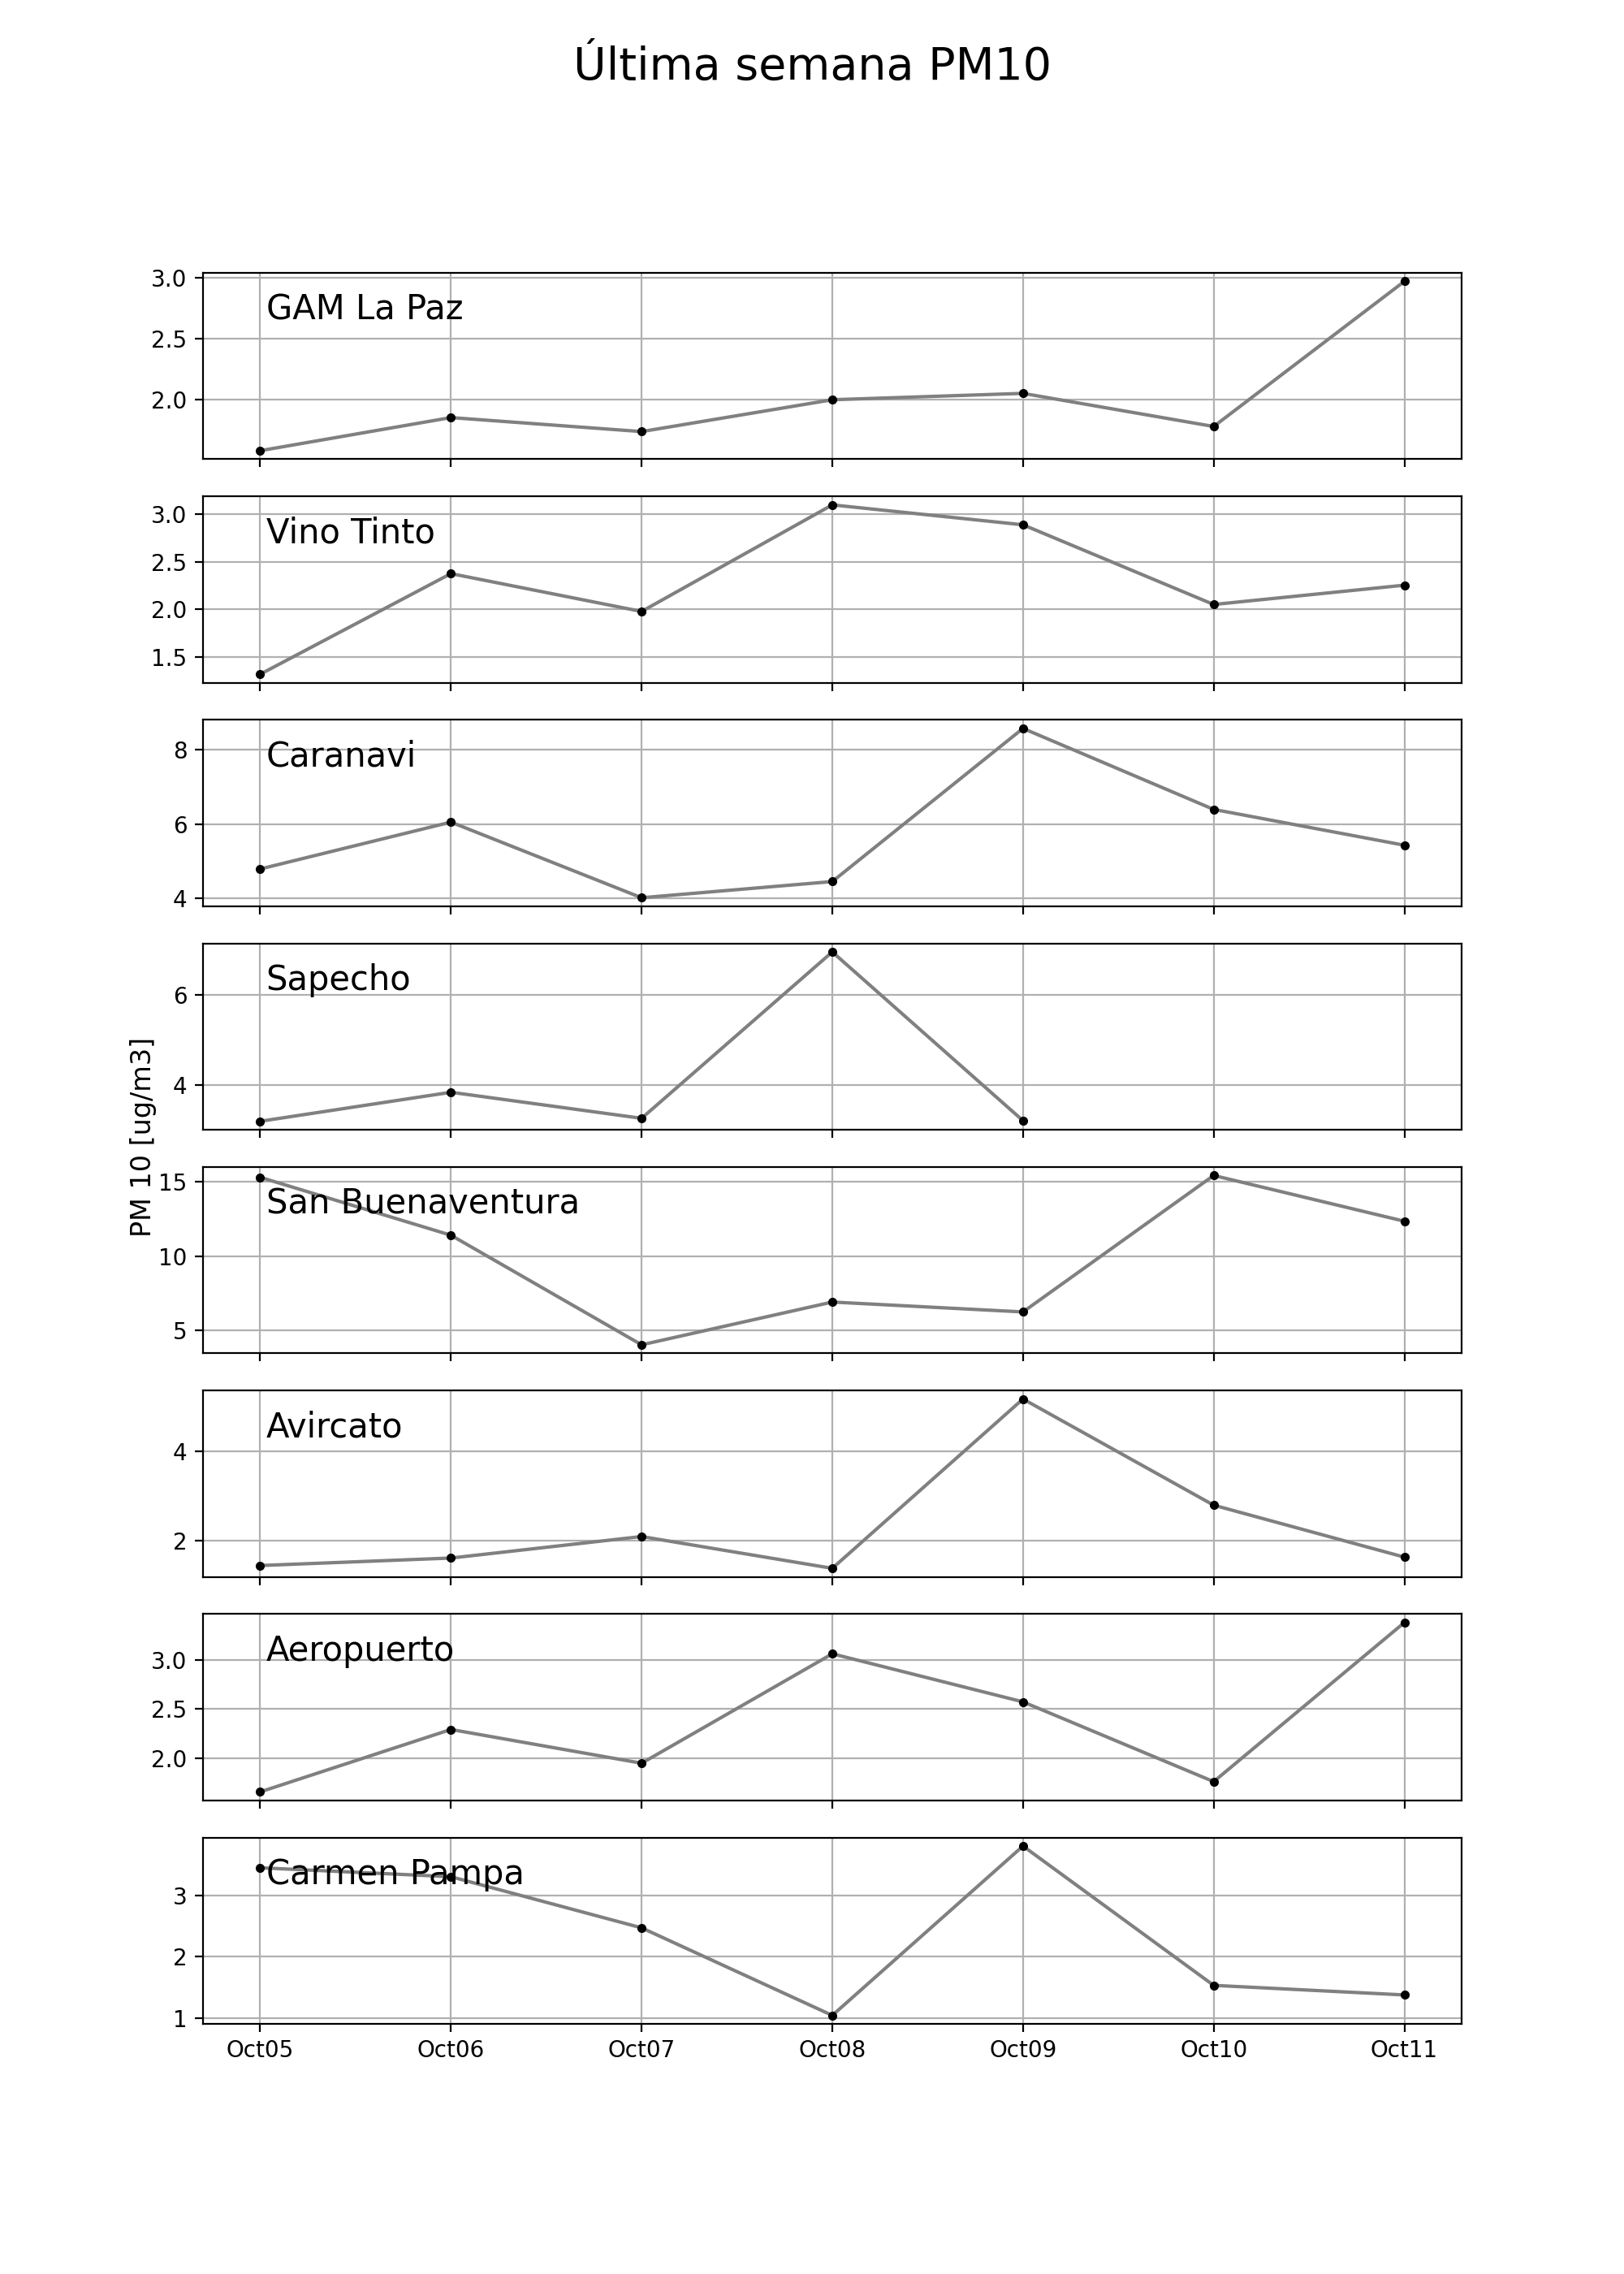 Última semana PM10
3.0
GAM La Paz
2.5
2.0
3.0
Vino Tinto
2.5
2.0
1.5
8
Caranavi
6
4
Sapecho
6
4
PM 10 [ug/m3]
15
San Buenaventura
10
5
Avircato
4
2
Aeropuerto
3.0
2.5
2.0
Carmen Pampa
3
2
1
Oct05 Oct06 Oct07 Oct08 Oct09 Oct10 Oct11